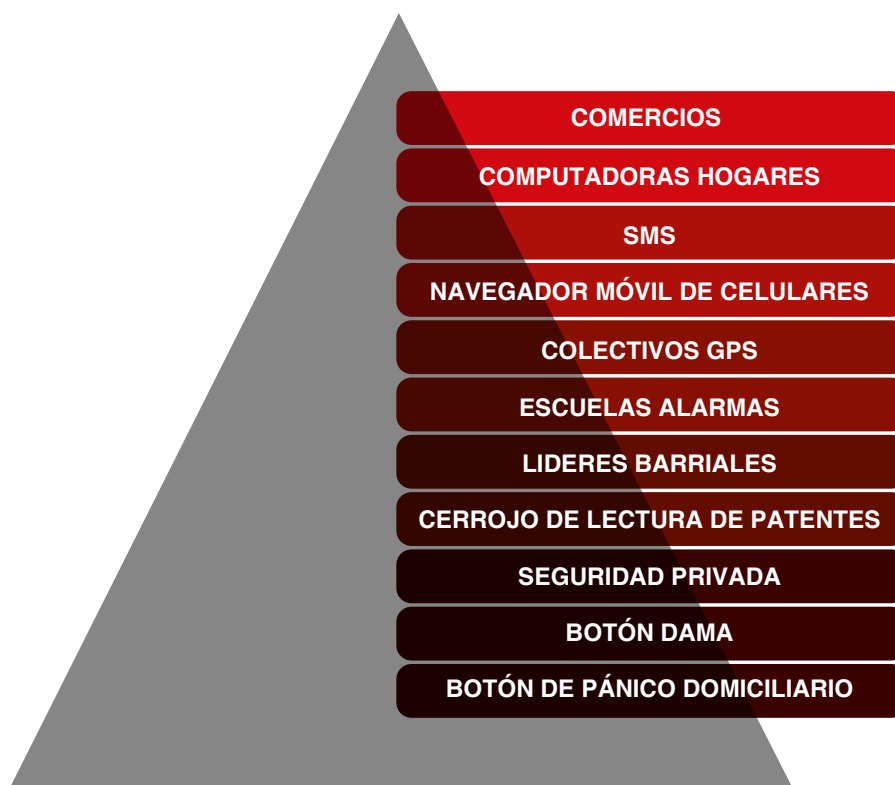 COMERCIOS
COMPUTADORAS HOGARES
SMS
NAVEGADOR MÓVIL DE CELULARES
COLECTIVOS GPS
ESCUELAS ALARMAS
LIDERES BARRIALES
CERROJO DE LECTURA DE PATENTES
SEGURIDAD PRIVADA
BOTÓN DAMA
BOTÓN DE PÁNICO DOMICILIARIO